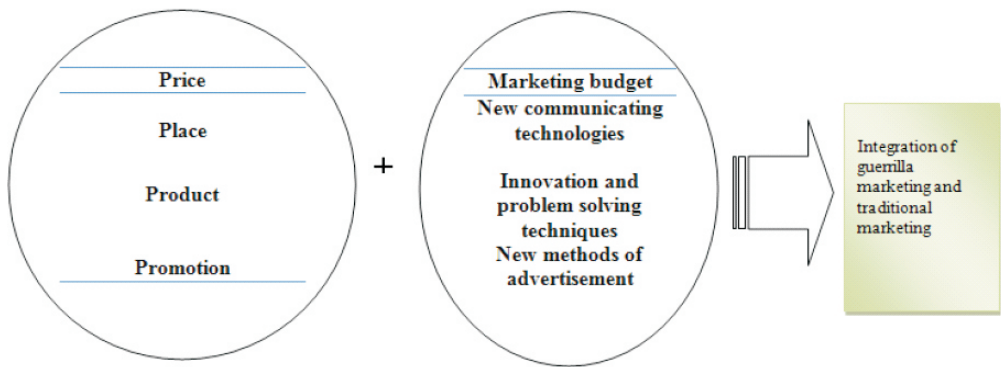 Price
Place
Product
Promotion
+
Marketing budget
New communicating
technologies
Innovation and
problem solving
techniques
New methods of
advertisement
Integration of
guerrilla
marketing and
traditional
marketing